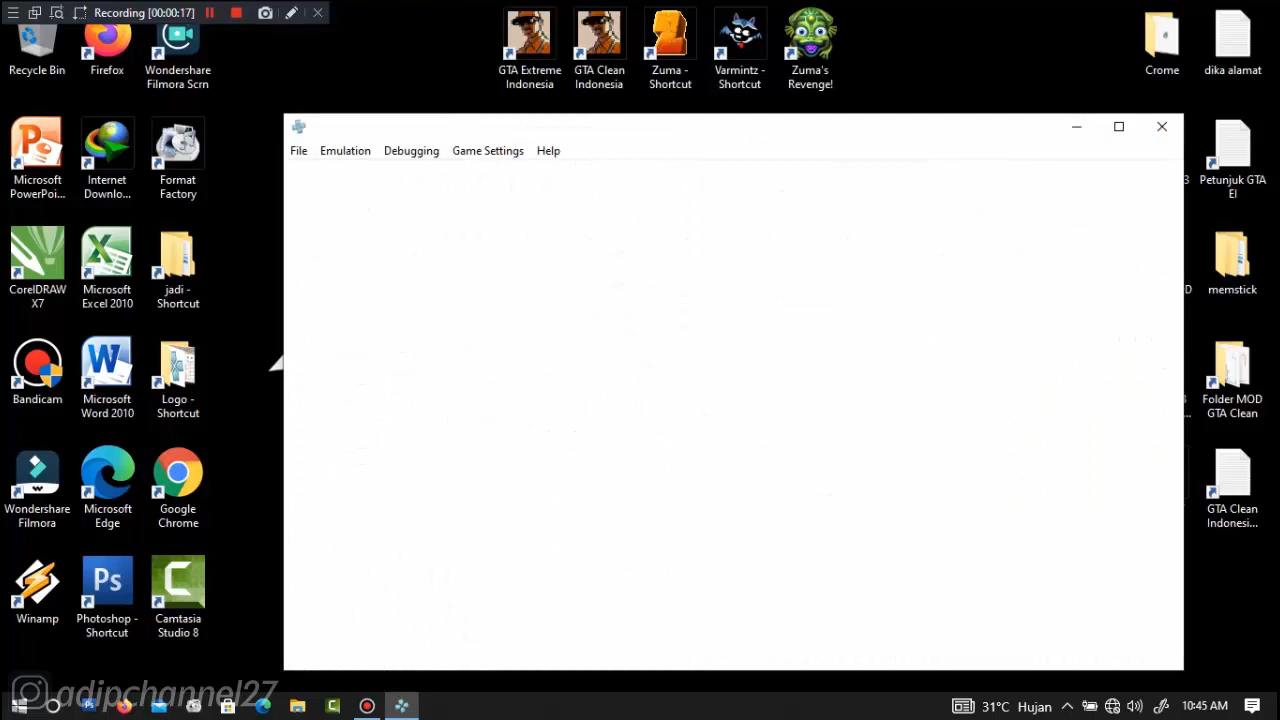 Recording [00:00:17]
Recycle Bin
Firefox
Wondershare
Filmora Scrn
GTA Extreme
Indonesia
GTA Clean
Indonesia
Zuma -
Shortcut
Varmintz -
Shortcut
Zuma's
Revenge!
Crome
dika alamat
File Emulation Debugging Game Settings Help
Microsoft
PowerPoi...
Internet
Downlo...
Format
Factory
3
Petunjuk GTA
EI
CorelDRAW
X7
Microsoft
Excel 2010
jadi -
Shortcut
D
memstick
Bandicam
Microsoft
Word 2010
Logo -
Shortcut
Folder MOD
GTA Clean
Wondershare
Filmora
Microsoft
Edge
Google
Chrome
GTA Clean
Indonesi...
Winamp
Photoshop -
Shortcut
Camtasia
Studio 8
adipchannel27
31°C Hujan
10:45 AM